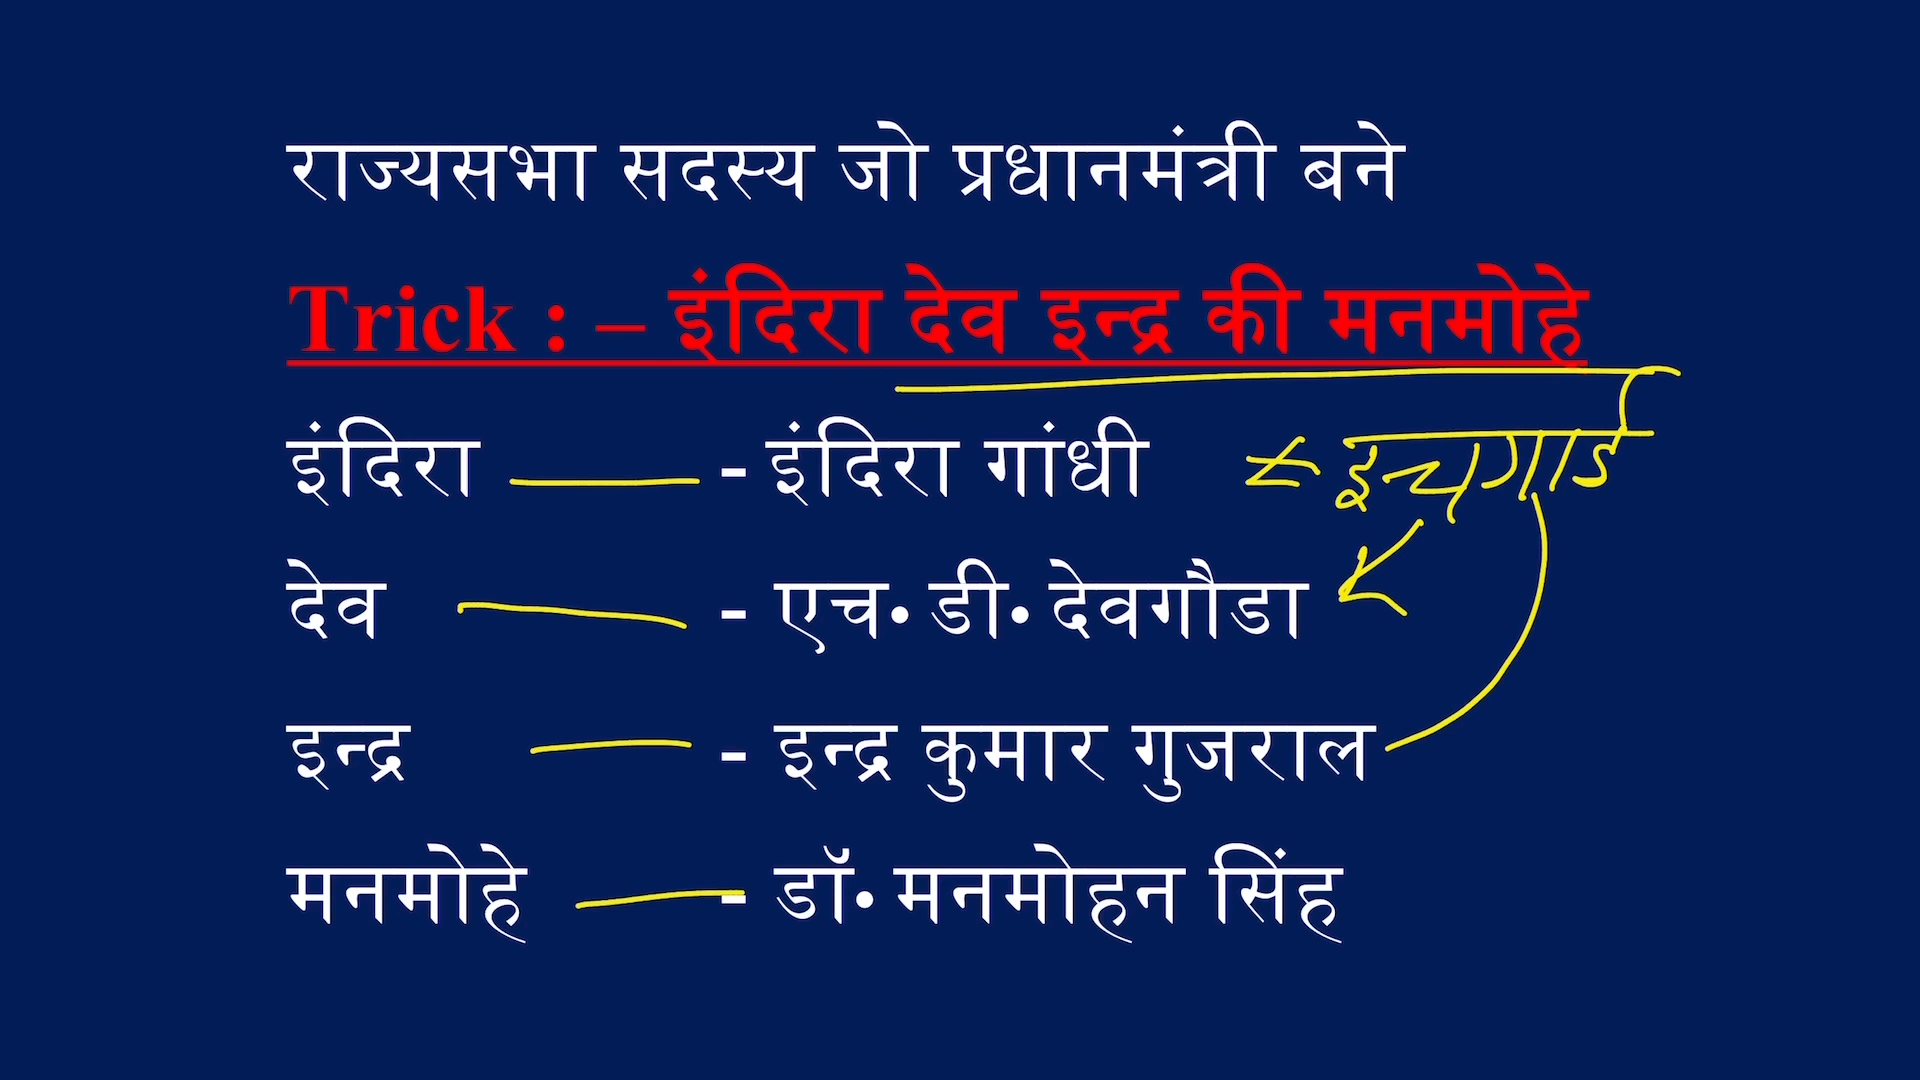 राज्यसभा सदस्य जो प्रधानमंत्री बने
Trick : – इंदिरा देव इन्द्र की मनमोहे
इंदिरा - इंदिरा गांधी
देव - एच• डी• देवगौडा
इन्द्र - इन्द्र कुमार गुजराल
मनमोहे - डॉ• मनमोहन सिंह